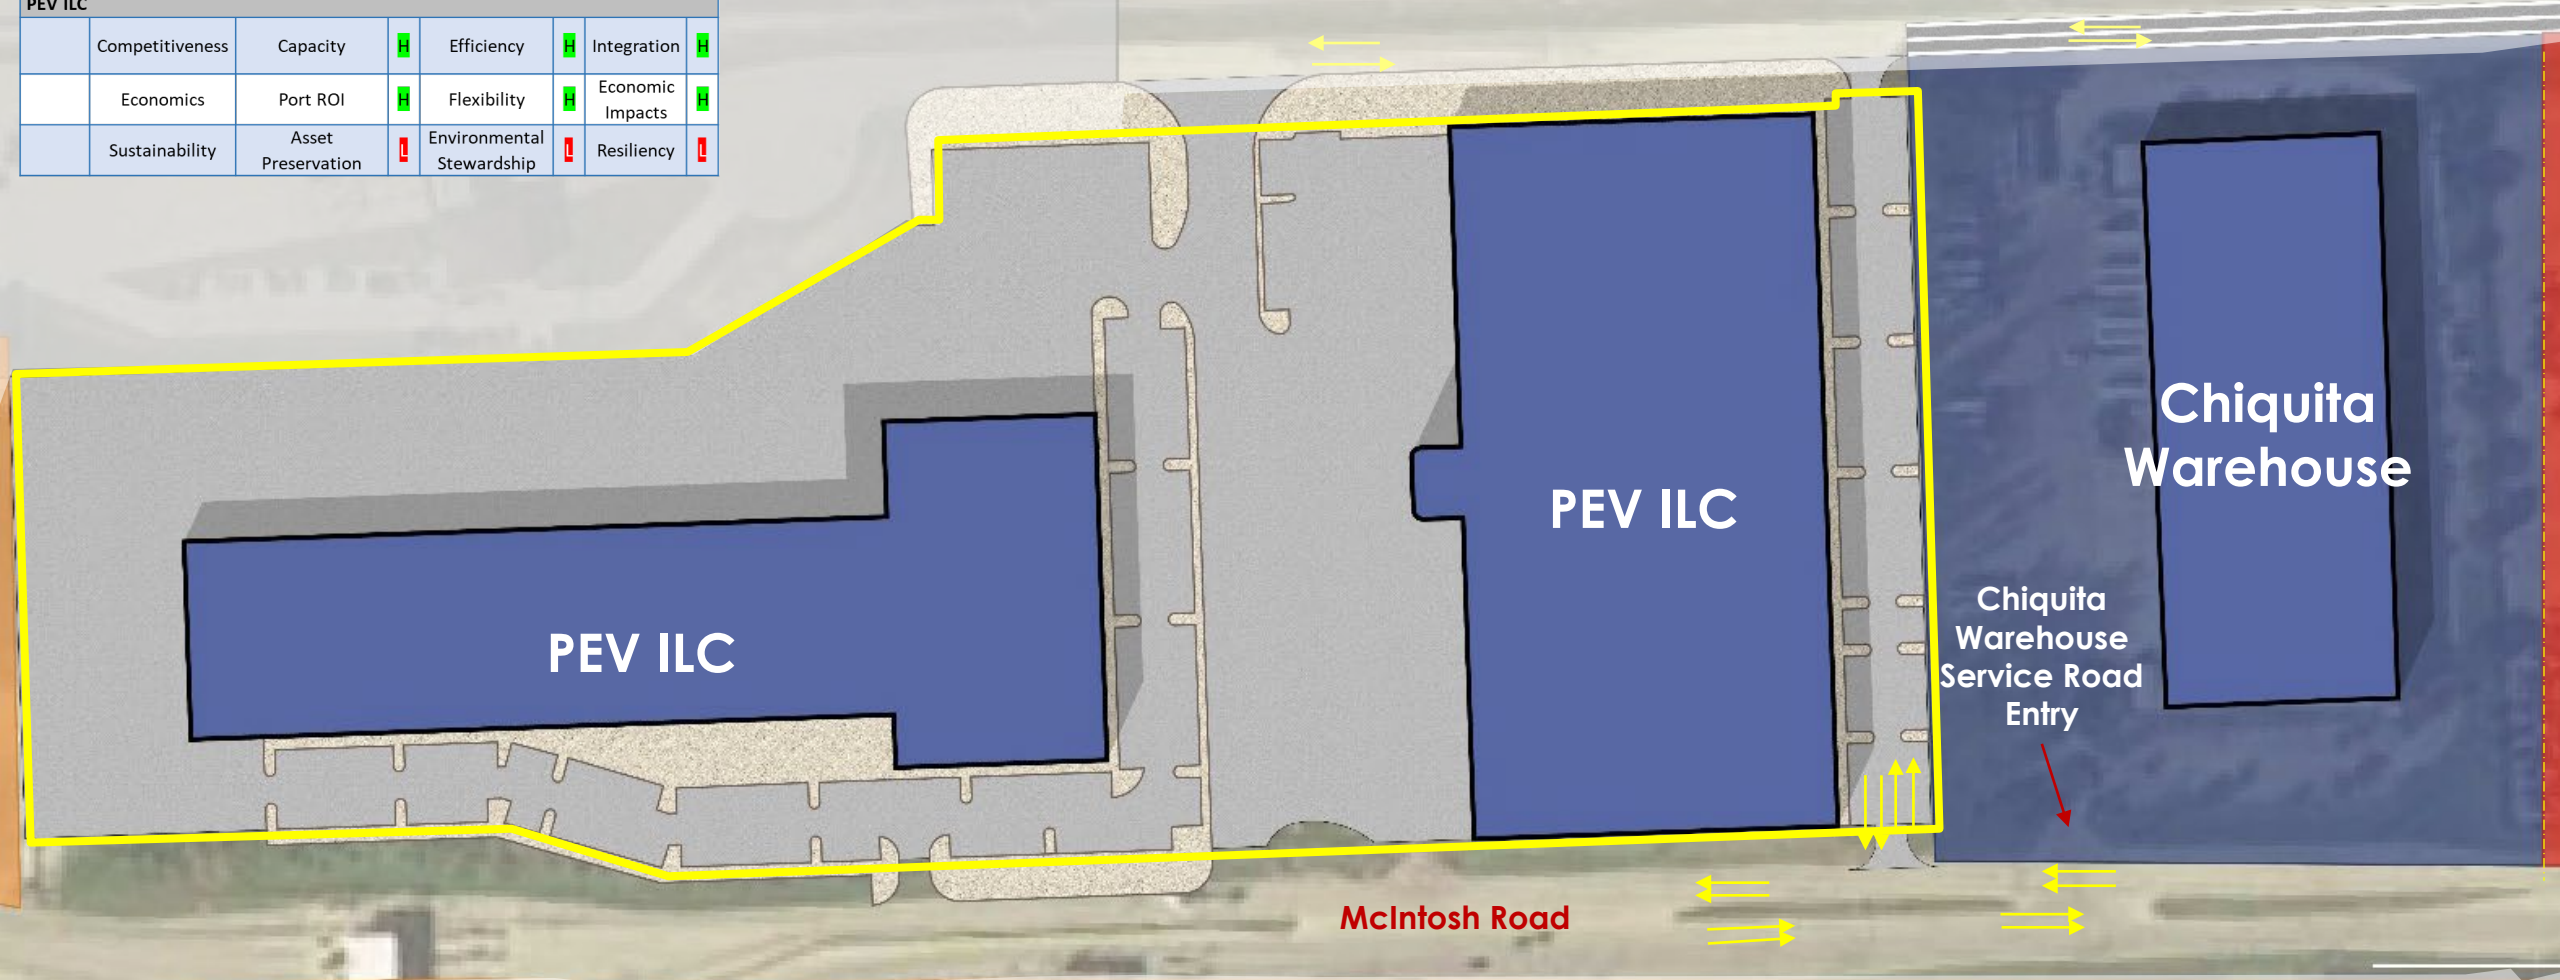 PEV ILC
Competitiveness Capacity H Efficiency H Integration H
Economics Port ROI H Flexibility H Economic Impacts H
Sustainability Asset Preservation L Environmental Stewardship L Resiliency L
Chiquita
Warehouse
PEV ILC
PEV ILC
Chiquita
Warehouse
Service Road
Entry
McIntosh Road